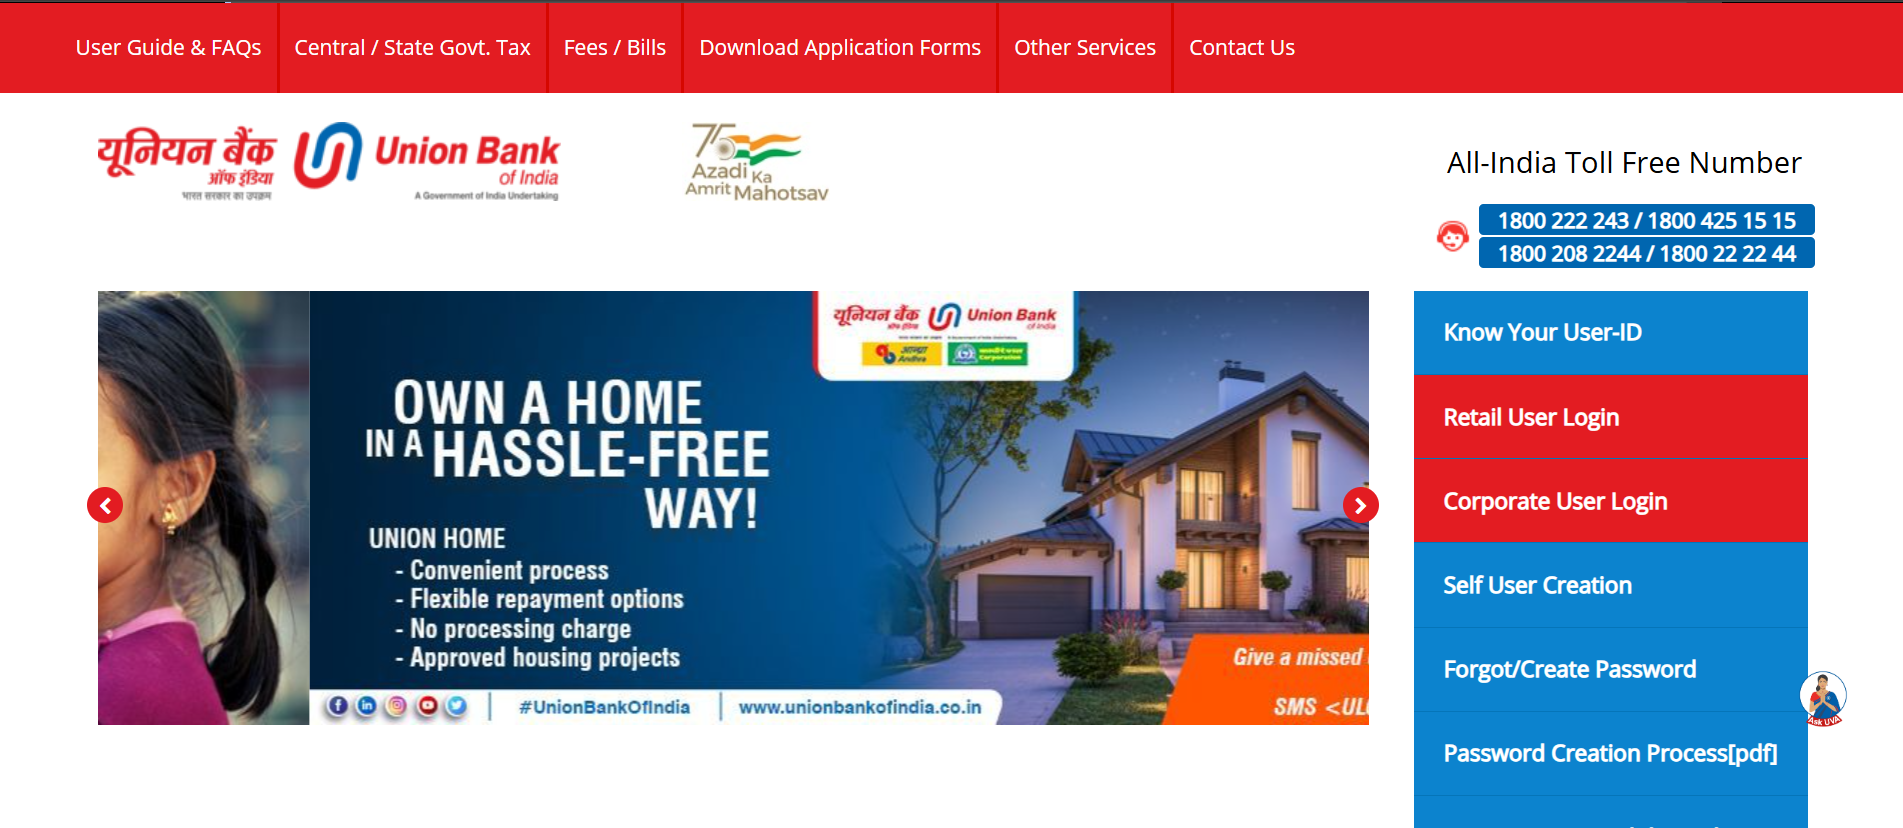 User Guide & FAQs
Central / State Govt. Tax
Fees / Bills
Download Application Forms
Other Services
Contact Us
यूनियन बैंक
ऑफ इंडिया
भारत सरकार का उपक्रम
Union Bank
of India
A Government of India Undertaking
75
Azadi Ka
Amrit Mahotsav
All-India Toll Free Number
1800 222 243 / 1800 425 15 15
1800 208 2244 / 1800 22 22 44
यूनियन बैंक
ऑफ इंडिया
Union Bank
of India
आन्ध्रा
Andhra
Corporation
OWN A HOME
IN A HASSLE-FREE
WAY!
UNION HOME
- Convenient process
- Flexible repayment options
- No processing charge
- Approved housing projects
Give a missed
SMS <UL
#UnionBankOfIndia
www.unionbankofindia.co.in
Know Your User-ID
Retail User Login
Corporate User Login
Self User Creation
Forgot/Create Password
Password Creation Process[pdf]
Ask UVA